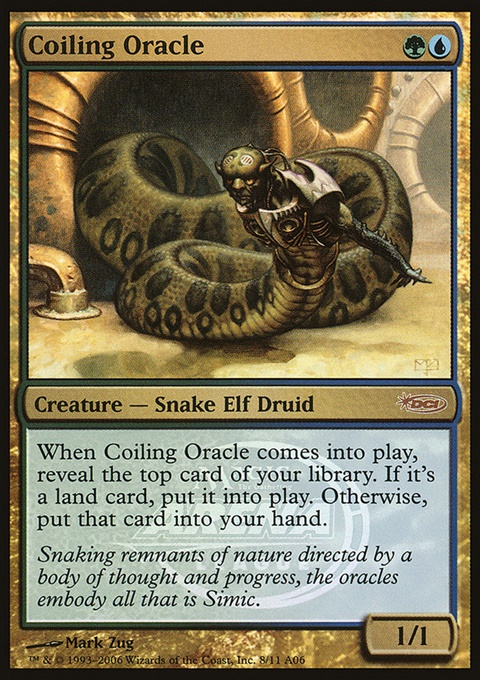 Coiling Oracle
Creature — Snake Elf Druid
DCI
When Coiling Oracle comes into play,
reveal the top card of your library. If it's
a land card, put it into play. Otherwise,
put that card into your hand.
ARENA
LEAGUE
Snaking remnants of nature directed by a
body of thought and progress, the oracles
embody all that is Simic.
Mark Zug
1/1
™ & © 1993–2006 Wizards of the Coast, Inc. 8/11 A06